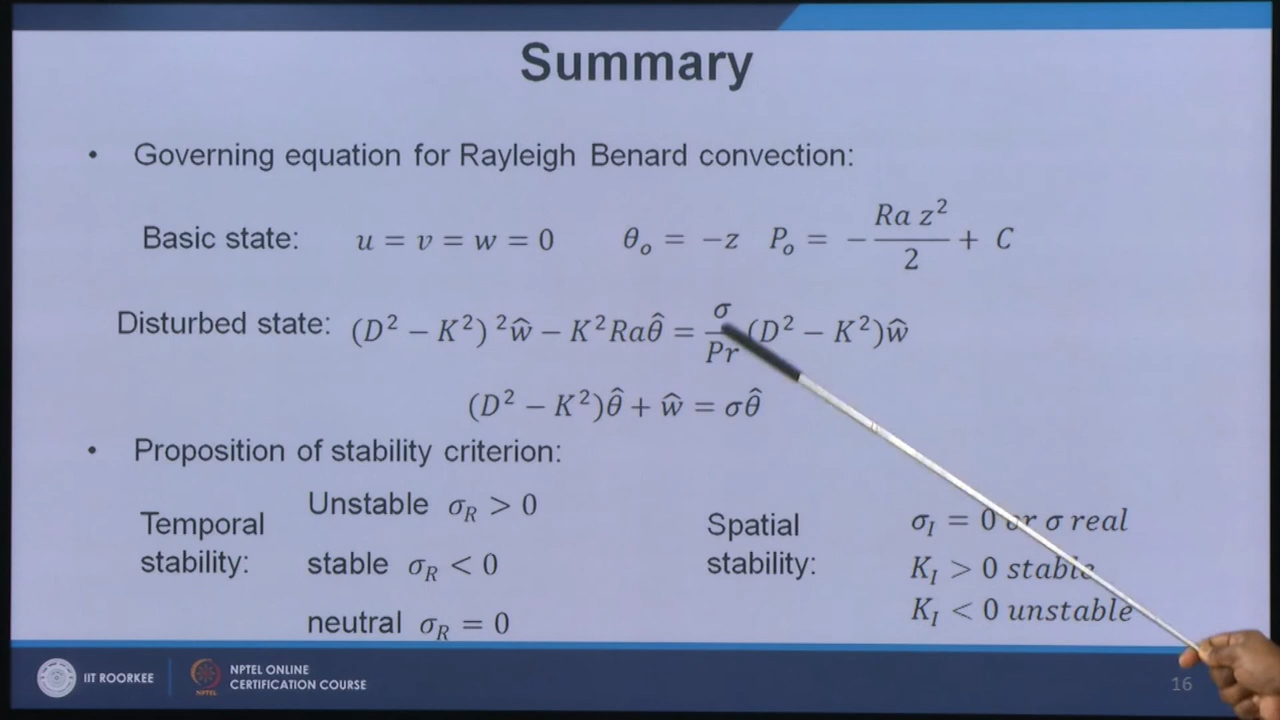 Summary
• Governing equation for Rayleigh Benard convection:
Basic state: u = v = w = 0 θₒ = −z Pₒ = − Ra z² / 2 + C
Disturbed state: (D² − K²) ²ŵ − K²Raθ̂ = σ / Pr (D² − K²)ŵ
(D² − K²)θ̂ + ŵ = σθ̂
• Proposition of stability criterion:
Temporal stability:
Unstable σ_R > 0
stable σ_R < 0
neutral σ_R = 0
Spatial stability:
σ_I = 0 or σ real
K_I > 0 stable
K_I < 0 unstable
IIT ROORKEE
NPTEL
NPTEL ONLINE
CERTIFICATION COURSE
16